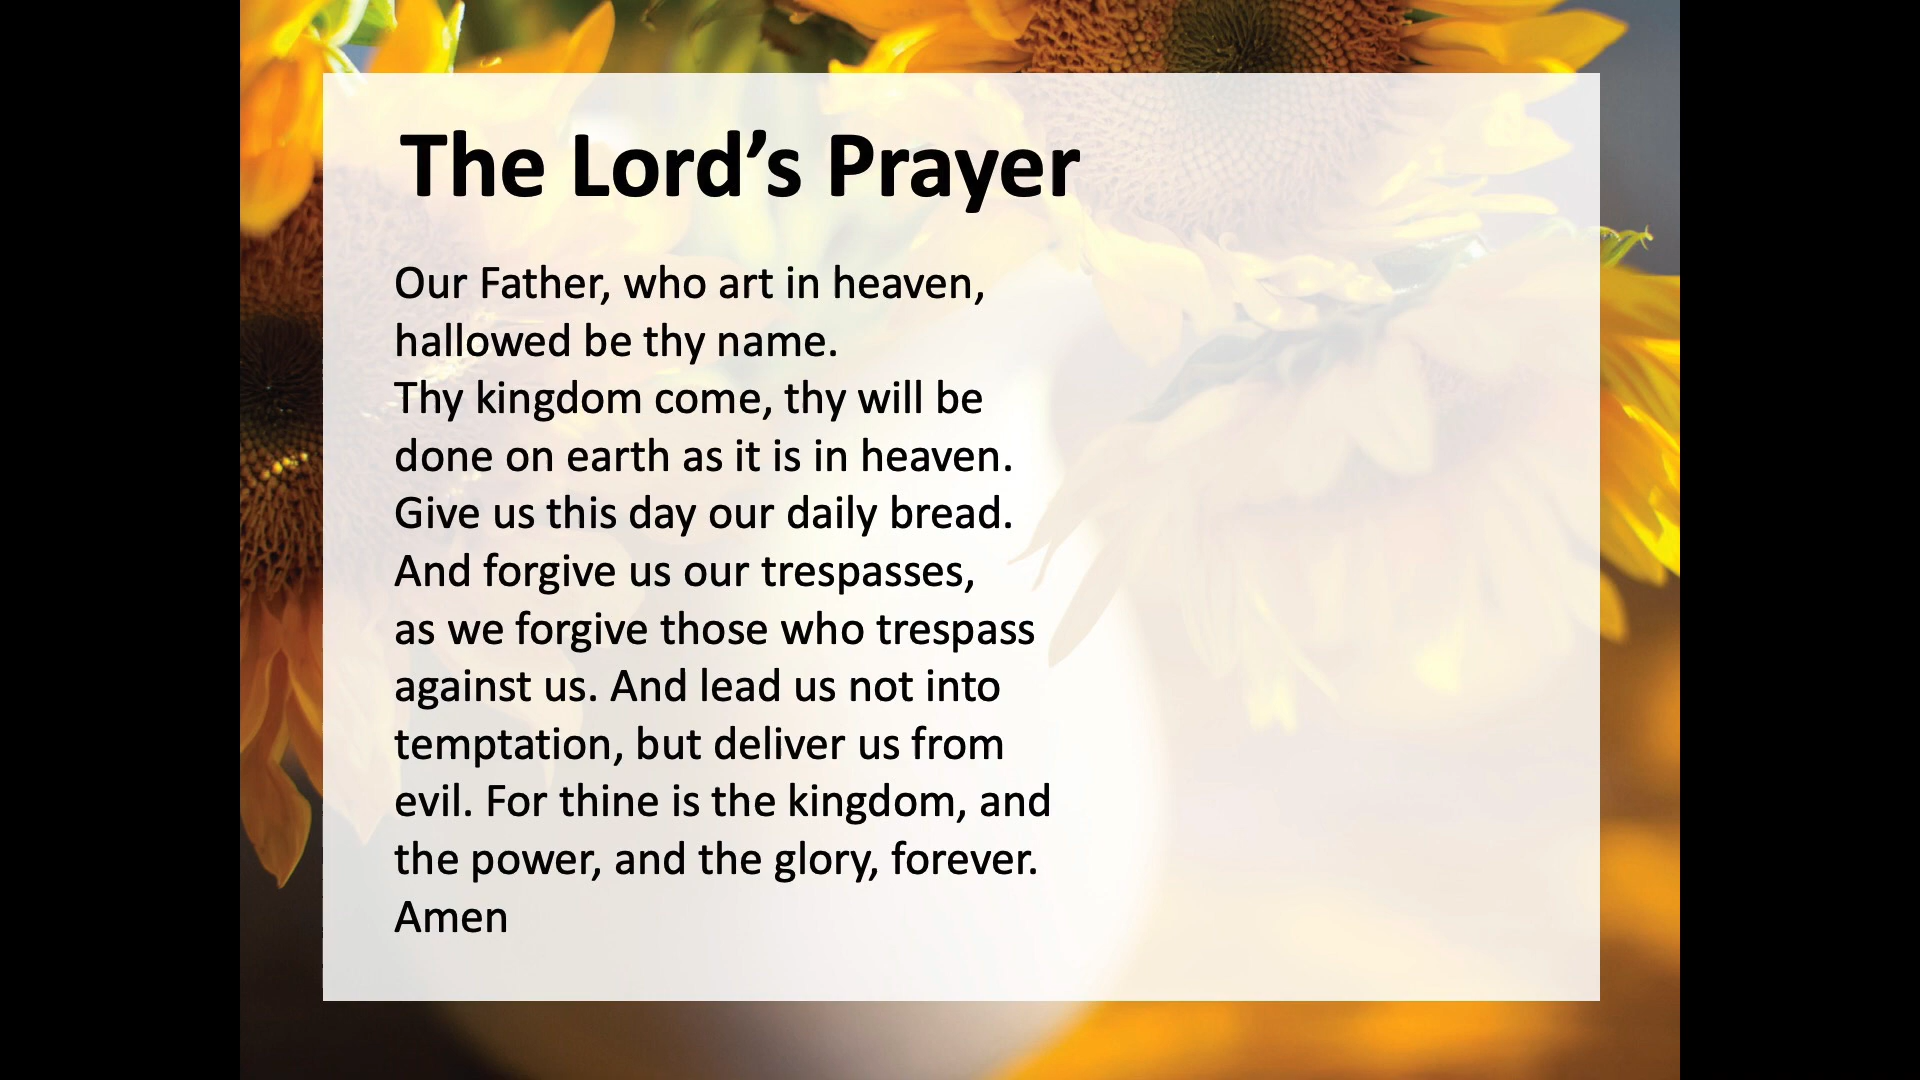 The Lord’s Prayer
Our Father, who art in heaven,
hallowed be thy name.
Thy kingdom come, thy will be
done on earth as it is in heaven.
Give us this day our daily bread.
And forgive us our trespasses,
as we forgive those who trespass
against us. And lead us not into
temptation, but deliver us from
evil. For thine is the kingdom, and
the power, and the glory, forever.
Amen